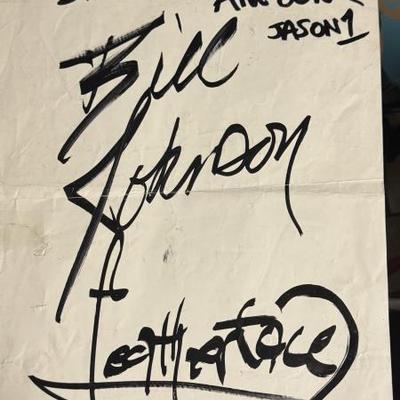 JASON 1
Bill
Johnson
Leatherface